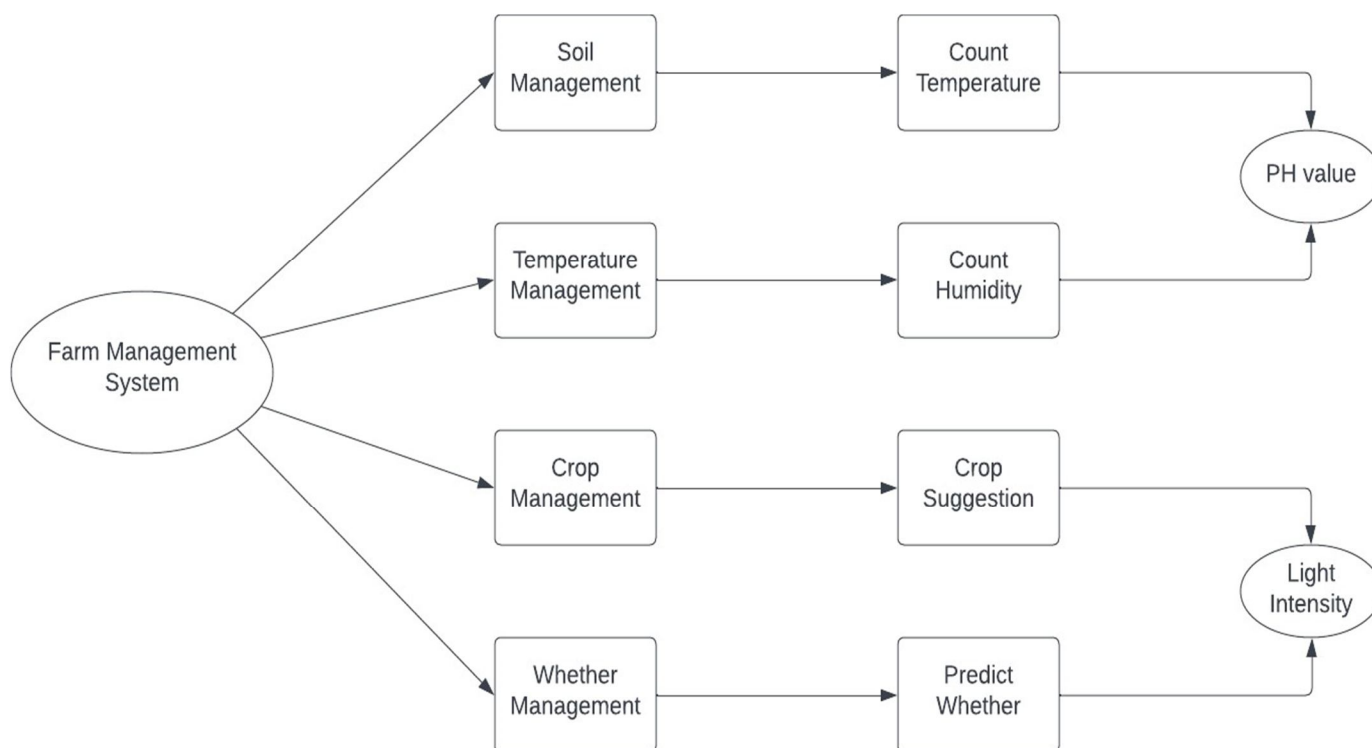 Soil
Management
Count
Temperature
PH value
Temperature
Management
Count
Humidity
Farm Management
System
Crop
Management
Crop
Suggestion
Light
Intensity
Whether
Management
Predict
Whether